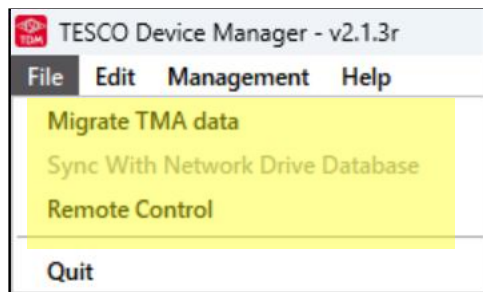 TDM TESCO Device Manager - v2.1.3r
File Edit Management Help
Migrate TMA data
Sync With Network Drive Database
Remote Control
Quit